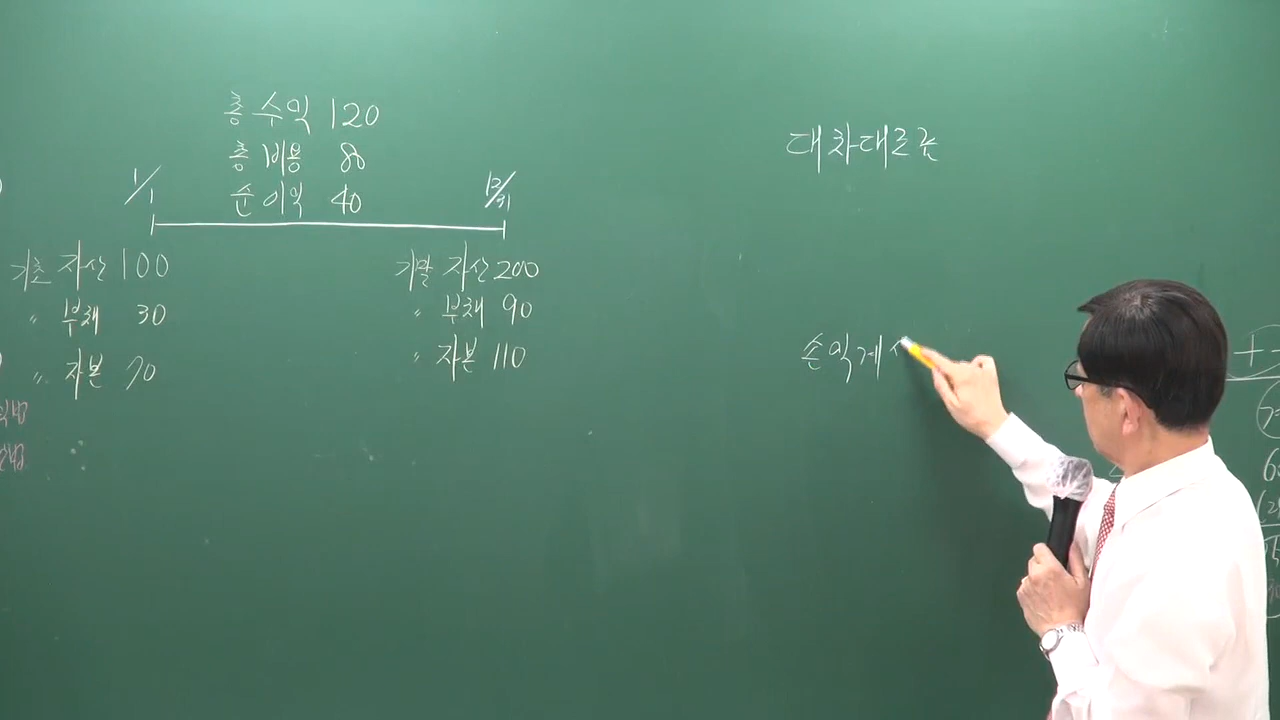 총수익 120
총비용 80
순이익 40
1/1
12/31
기초 자산 100
〃 부채 30
〃 자본 70
기말 자산 200
〃 부채 90
〃 자본 110
대차대조표
손익계